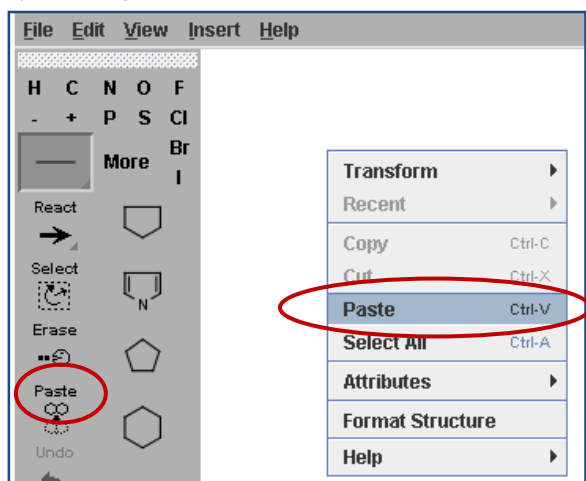 File Edit View Insert Help
H C N O F
- + P S Cl
More Br
I
React
Select
N
Erase
Paste
Undo
Transform
Recent
Copy Ctrl-C
Cut Ctrl-X
Paste Ctrl-V
Select All Ctrl-A
Attributes
Format Structure
Help